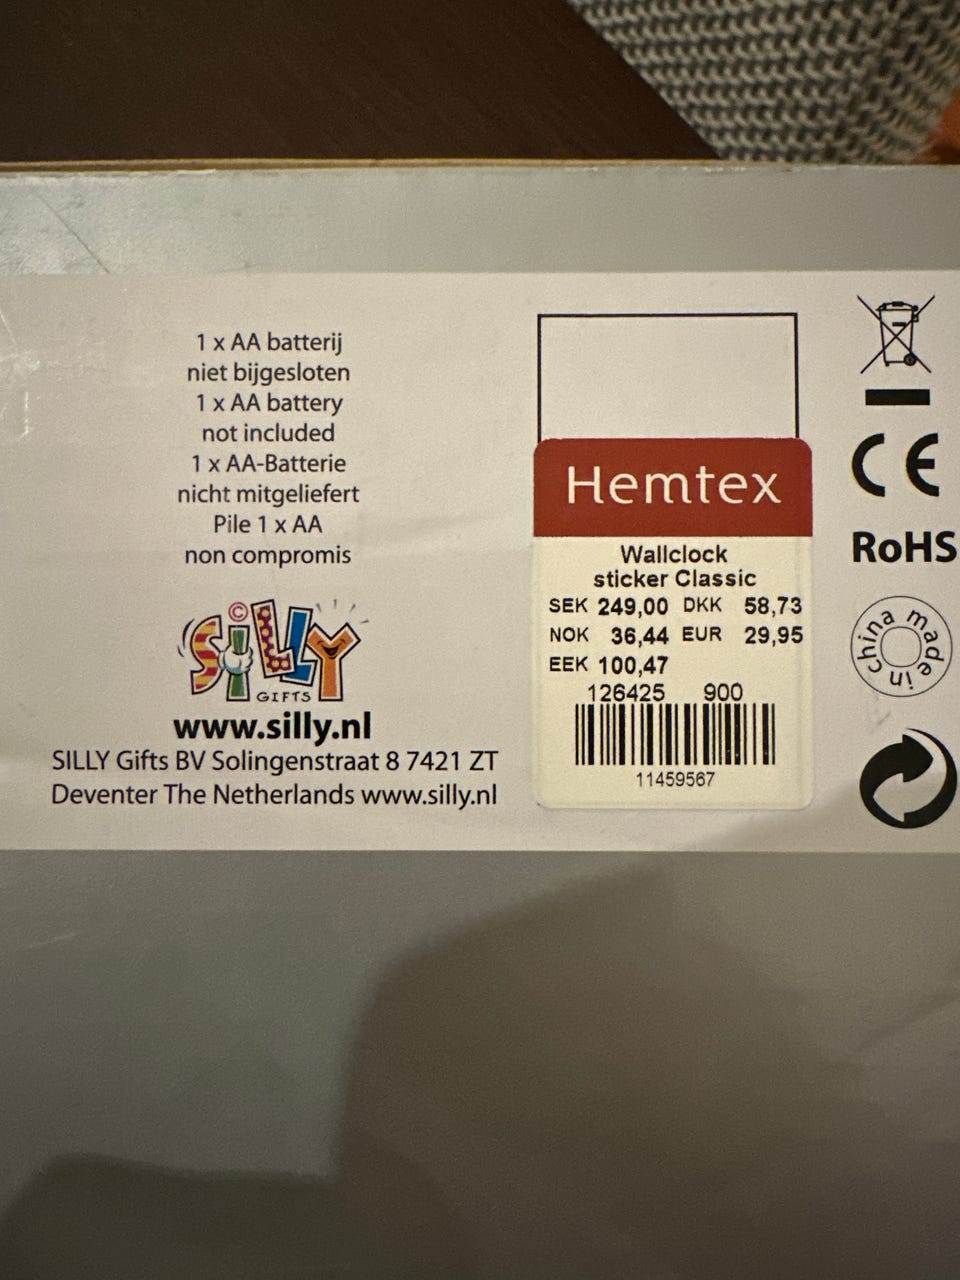 1 x AA batterij
niet bijgesloten
1 x AA battery
not included
1 x AA-Batterie
nicht mitgeliefert
Pile 1 x AA
non compromis
©
SiLLY
GIFTS
www.silly.nl
SILLY Gifts BV Solingenstraat 8 7421 ZT
Deventer The Netherlands www.silly.nl
Hemtex
Wallclock
sticker Classic
SEK 249,00 DKK 58,73
NOK 36,44 EUR 29,95
EEK 100,47
126425 900
11459567
CE
RoHS
made in china